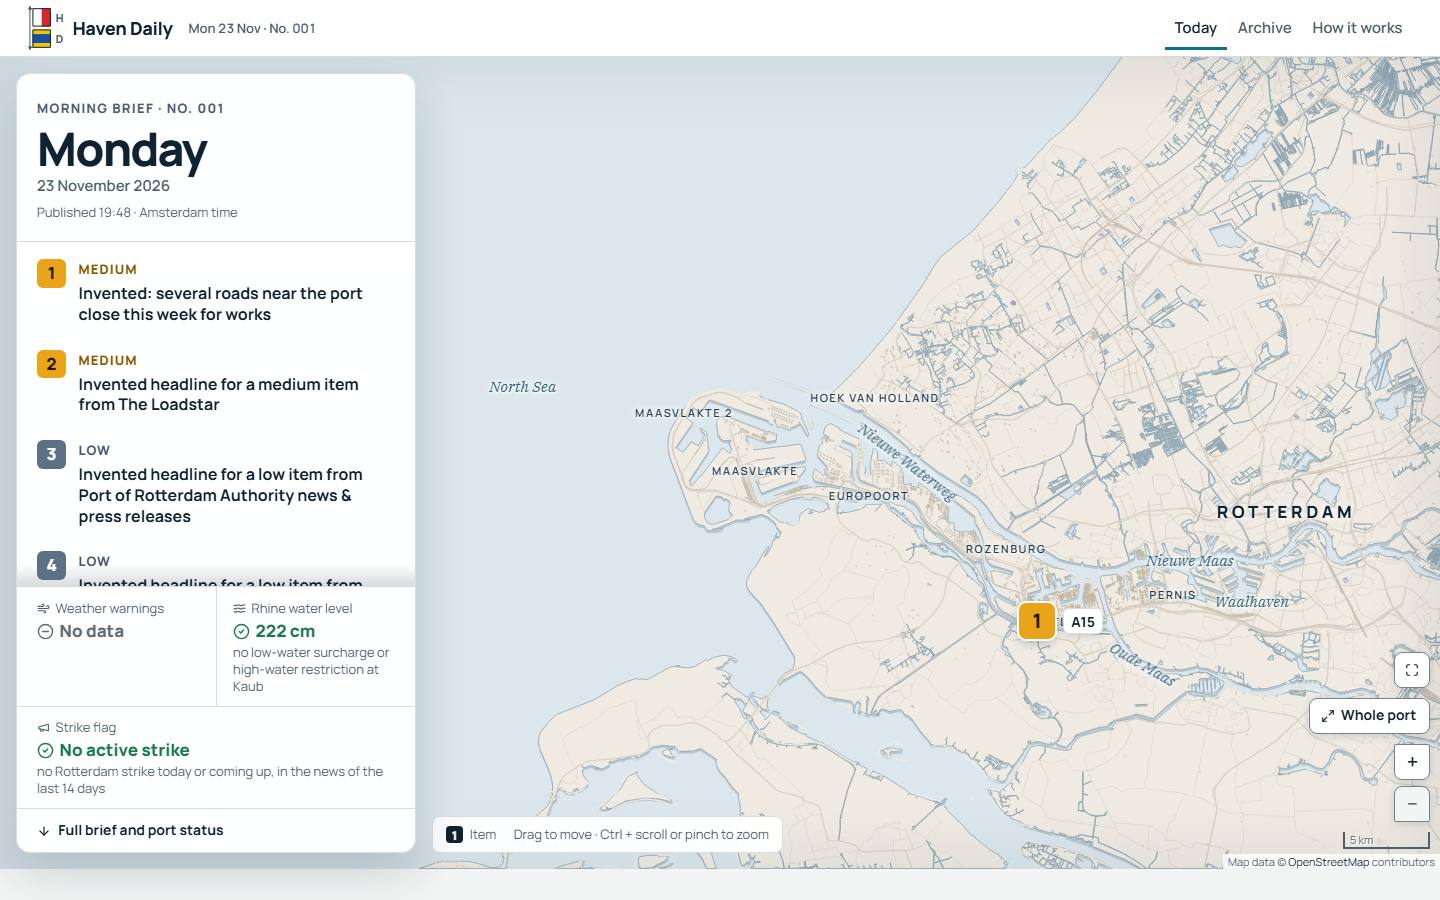 H
D
Haven Daily
Mon 23 Nov · No. 001
Today
Archive
How it works
MORNING BRIEF · NO. 001
Monday
23 November 2026
Published 19:48 · Amsterdam time
1
MEDIUM
Invented: several roads near the port
close this week for works
2
MEDIUM
Invented headline for a medium item
from The Loadstar
3
LOW
Invented headline for a low item from
Port of Rotterdam Authority news &
press releases
4
LOW
Invented headline for a low item from
Weather warnings
No data
Rhine water level
222 cm
no low-water surcharge or
high-water restriction at
Kaub
Strike flag
No active strike
no Rotterdam strike today or coming up, in the news of the
last 14 days
Full brief and port status
North Sea
MAASVLAKTE 2
HOEK VAN HOLLAND
Nieuwe Waterweg
MAASVLAKTE
EUROPOORT
ROTTERDAM
ROZENBURG
Nieuwe Maas
PERNIS
Waalhaven
1
A15
Oude Maas
Whole port
+
−
1 Item
Drag to move · Ctrl + scroll or pinch to zoom
5 km
Map data © OpenStreetMap contributors